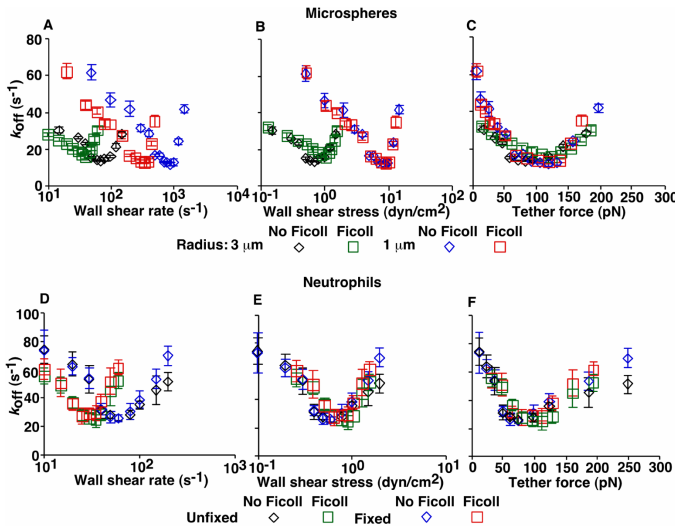 Microspheres
A
B
C
80
60
40
20
0
koff (s-1)
10^1
10^2
10^3
10^4
Wall shear rate (s-1)
10^-1
10^0
10^1
10^2
Wall shear stress (dyn/cm2)
0 50 100 150 200 250 300
Tether force (pN)
No Ficoll Ficoll No Ficoll Ficoll
Radius: 3 μm 1 μm
Neutrophils
D
E
F
100
80
60
40
20
0
koff (s-1)
10^1
10^2
10^3
Wall shear rate (s-1)
10^-1
10^0
10^1
Wall shear stress (dyn/cm2)
0 50 100 150 200 250 300
Tether force (pN)
No Ficoll Ficoll No Ficoll Ficoll
Unfixed Fixed